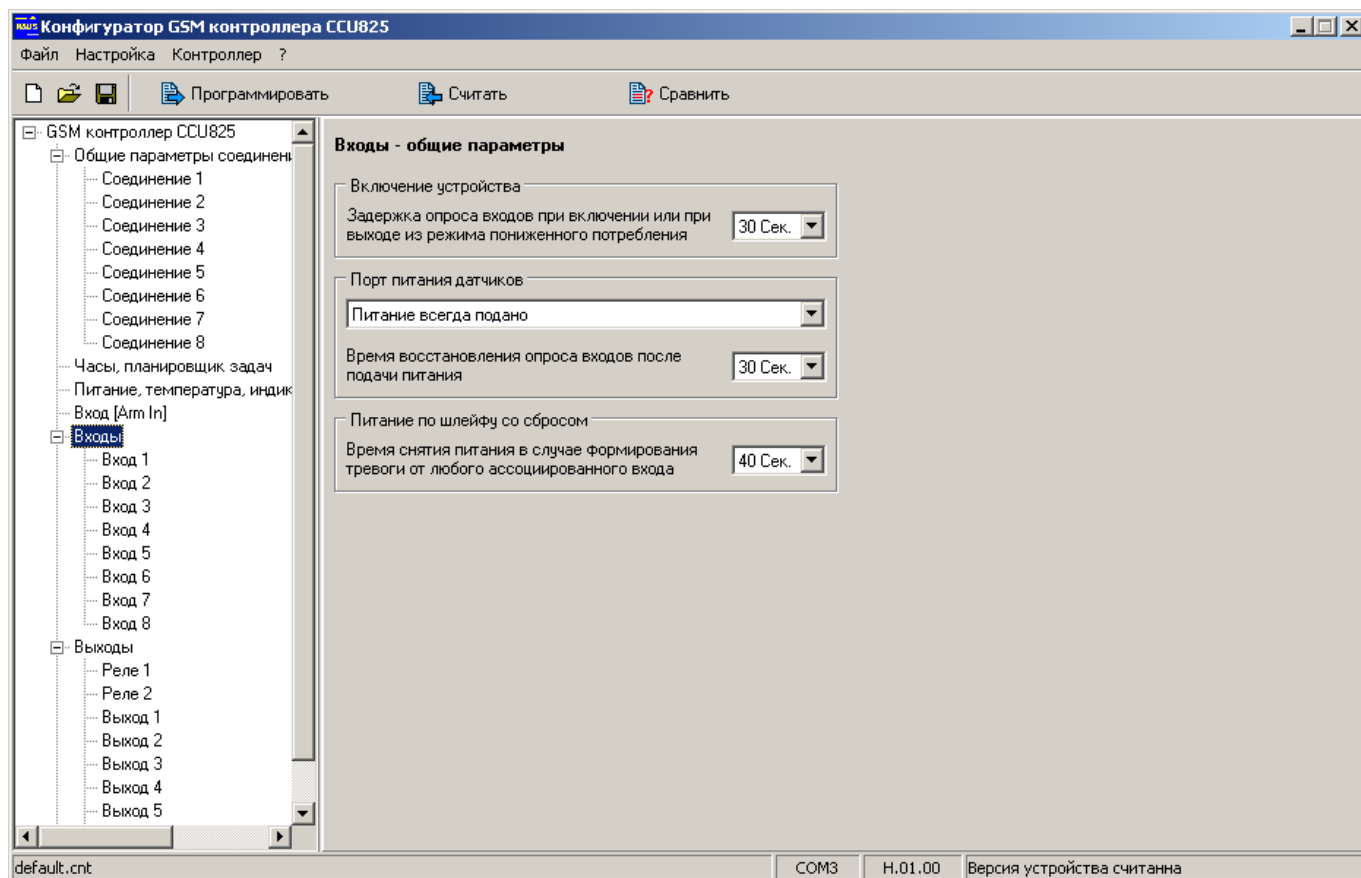 Конфигуратор GSM контроллера CCU825
Файл Настройка Контроллер ?
Программировать Считать Сравнить
GSM контроллер CCU825
Общие параметры соединени
Соединение 1
Соединение 2
Соединение 3
Соединение 4
Соединение 5
Соединение 6
Соединение 7
Соединение 8
Часы, планировщик задач
Питание, температура, индик
Вход [Arm In]
Входы
Вход 1
Вход 2
Вход 3
Вход 4
Вход 5
Вход 6
Вход 7
Вход 8
Выходы
Реле 1
Реле 2
Выход 1
Выход 2
Выход 3
Выход 4
Выход 5
Входы - общие параметры
Включение устройства
Задержка опроса входов при включении или при
выходе из режима пониженного потребления
30 Сек.
Порт питания датчиков
Питание всегда подано
Время восстановления опроса входов после
подачи питания
30 Сек.
Питание по шлейфу со сбросом
Время снятия питания в случае формирования
тревоги от любого ассоциированного входа
40 Сек.
default.cnt COM3 H.01.00 Версия устройства считанна